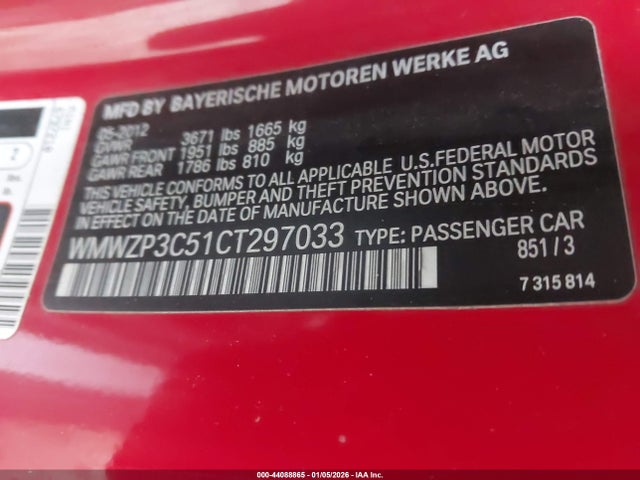 MFD BY BAYERISCHE MOTOREN WERKE AG
05-2012
GVWR 3671 lbs 1665 kg
GAWR FRONT 1951 lbs 885 kg
GAWR REAR 1786 lbs 810 kg
THIS VEHICLE CONFORMS TO ALL APPLICABLE U.S.FEDERAL MOTOR
VEHICLE SAFETY, BUMPER AND THEFT PREVENTION STANDARDS
IN EFFECT ON THE DATE OF MANUFACTURE SHOWN ABOVE.
WMWZP3C51CT297033 TYPE: PASSENGER CAR
851 / 3
7 315 814
000-44088865 - 01/05/2026 - IAA Inc.